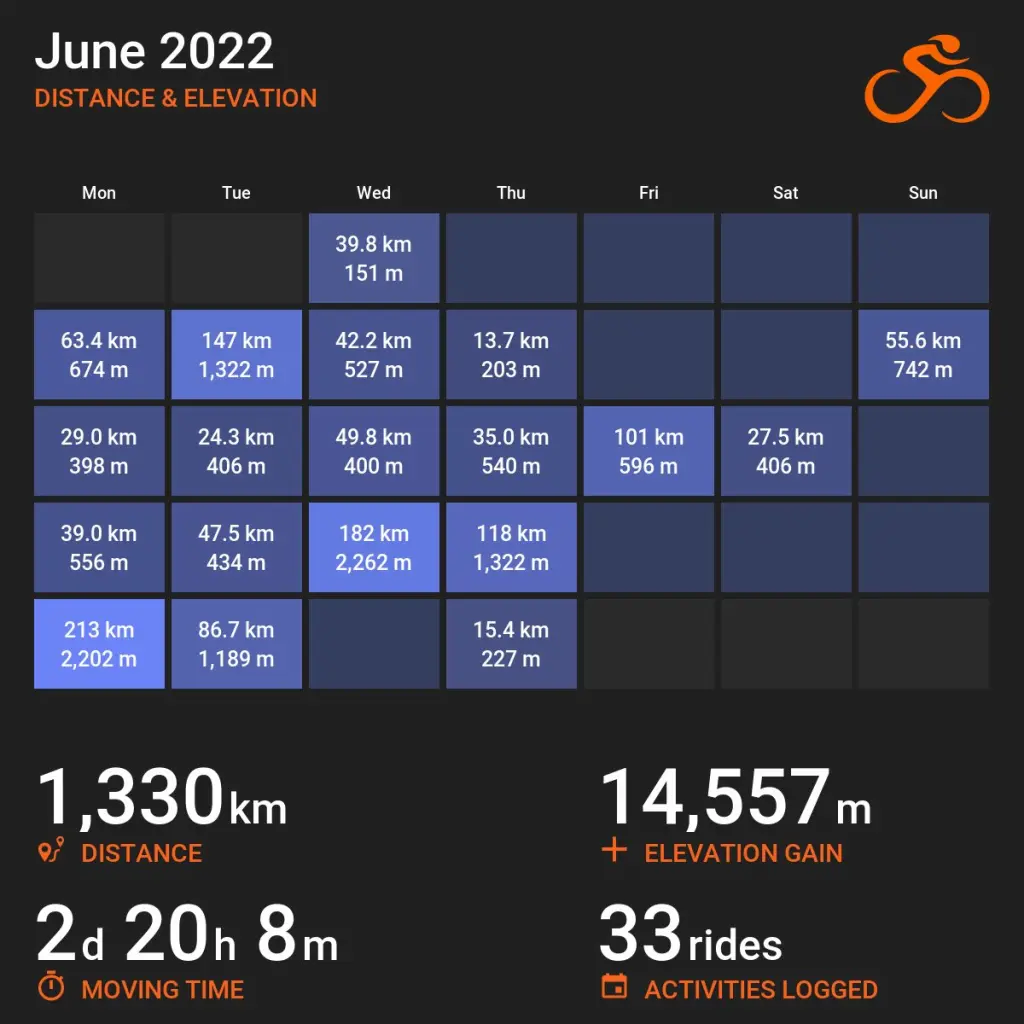 June 2022
DISTANCE & ELEVATION
Mon Tue Wed Thu Fri Sat Sun
39.8 km
151 m
63.4 km 147 km 42.2 km 13.7 km 55.6 km
674 m 1,322 m 527 m 203 m 742 m
29.0 km 24.3 km 49.8 km 35.0 km 101 km 27.5 km
398 m 406 m 400 m 540 m 596 m 406 m
39.0 km 47.5 km 182 km 118 km
556 m 434 m 2,262 m 1,322 m
213 km 86.7 km 15.4 km
2,202 m 1,189 m 227 m
1,330 km 14,557 m
DISTANCE ELEVATION GAIN
2d 20h 8m 33 rides
MOVING TIME ACTIVITIES LOGGED